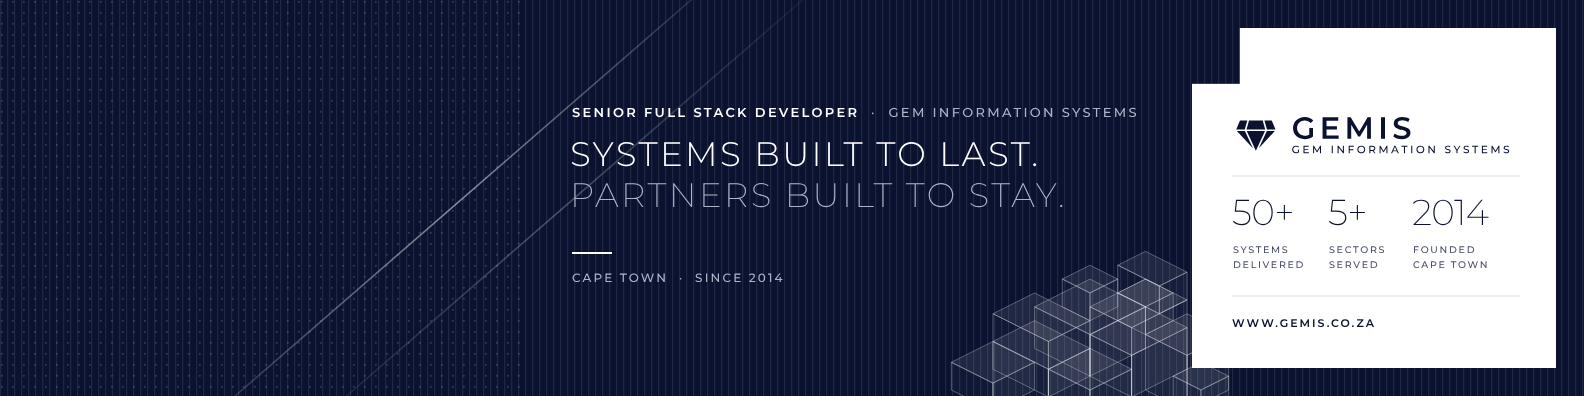 SENIOR FULL STACK DEVELOPER · GEM INFORMATION SYSTEMS
SYSTEMS BUILT TO LAST.
PARTNERS BUILT TO STAY.
CAPE TOWN · SINCE 2014
GEMIS
GEM INFORMATION SYSTEMS
50+ 5+ 2014
SYSTEMS SECTORS FOUNDED
DELIVERED SERVED CAPE TOWN
WWW.GEMIS.CO.ZA